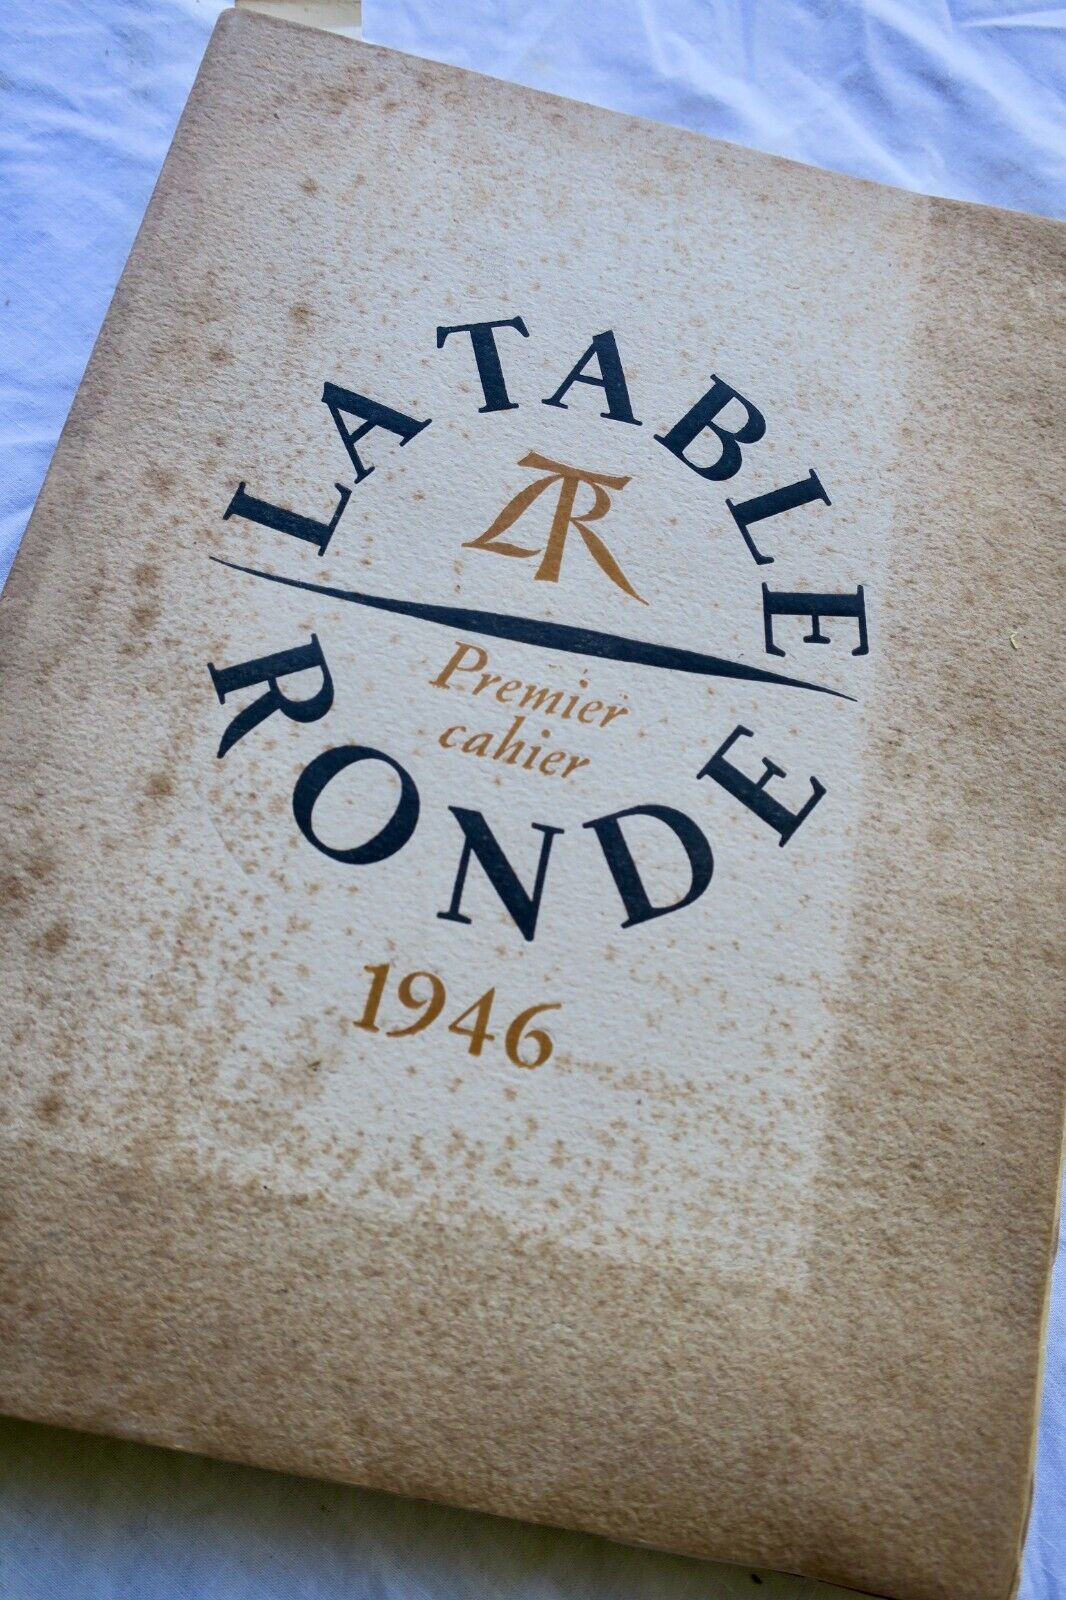 LA TABLE
LTR
Premier
cahier
RONDE
1946